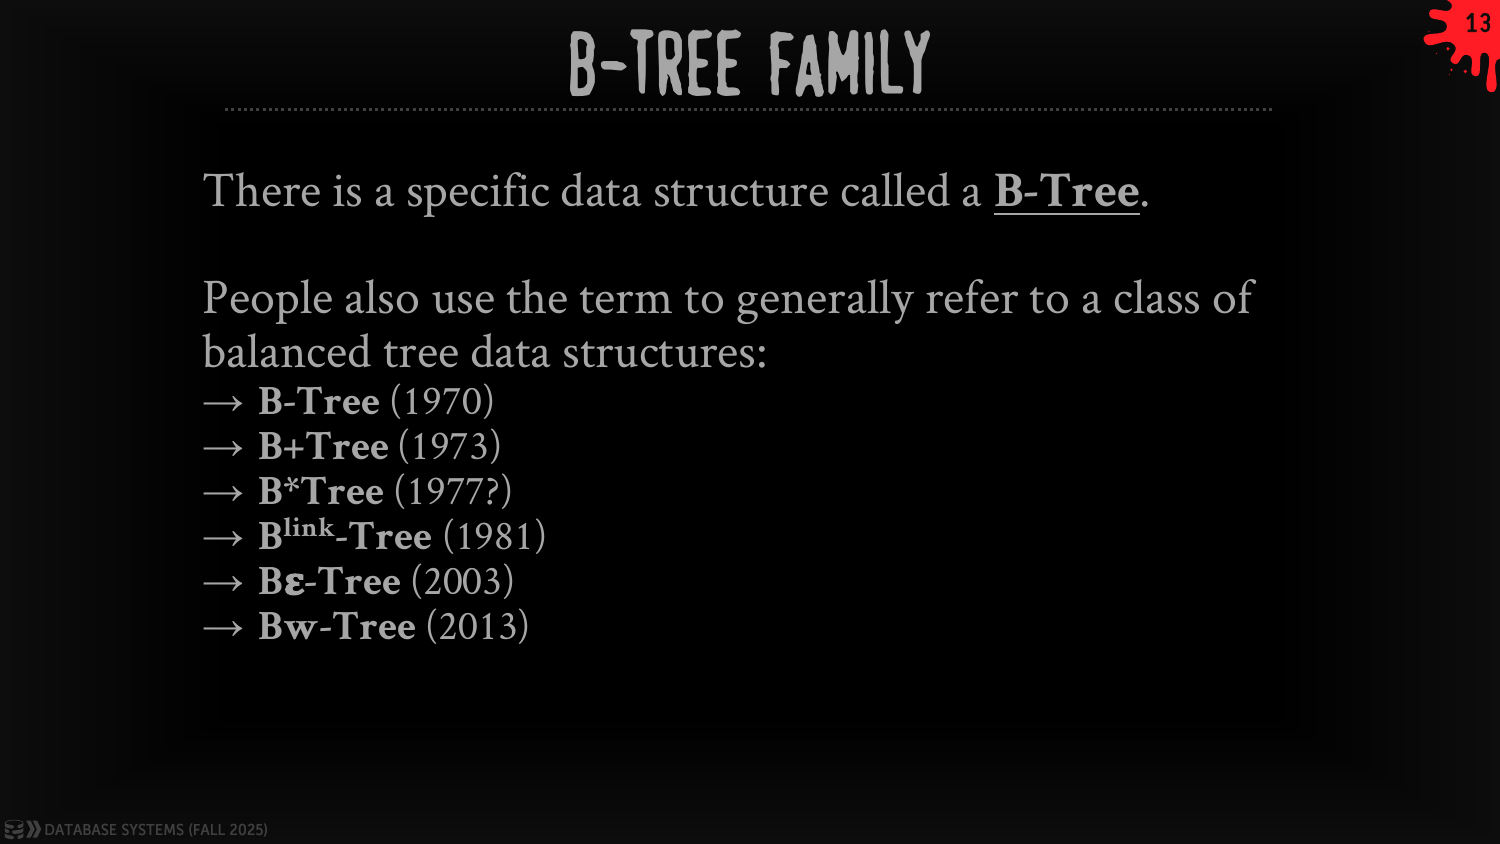 13
B-TREE FAMILY
There is a specific data structure called a B-Tree.
People also use the term to generally refer to a class of
balanced tree data structures:
→ B-Tree (1970)
→ B+Tree (1973)
→ B*Tree (1977?)
→ Blink-Tree (1981)
→ Bε-Tree (2003)
→ Bw-Tree (2013)
DATABASE SYSTEMS (FALL 2025)